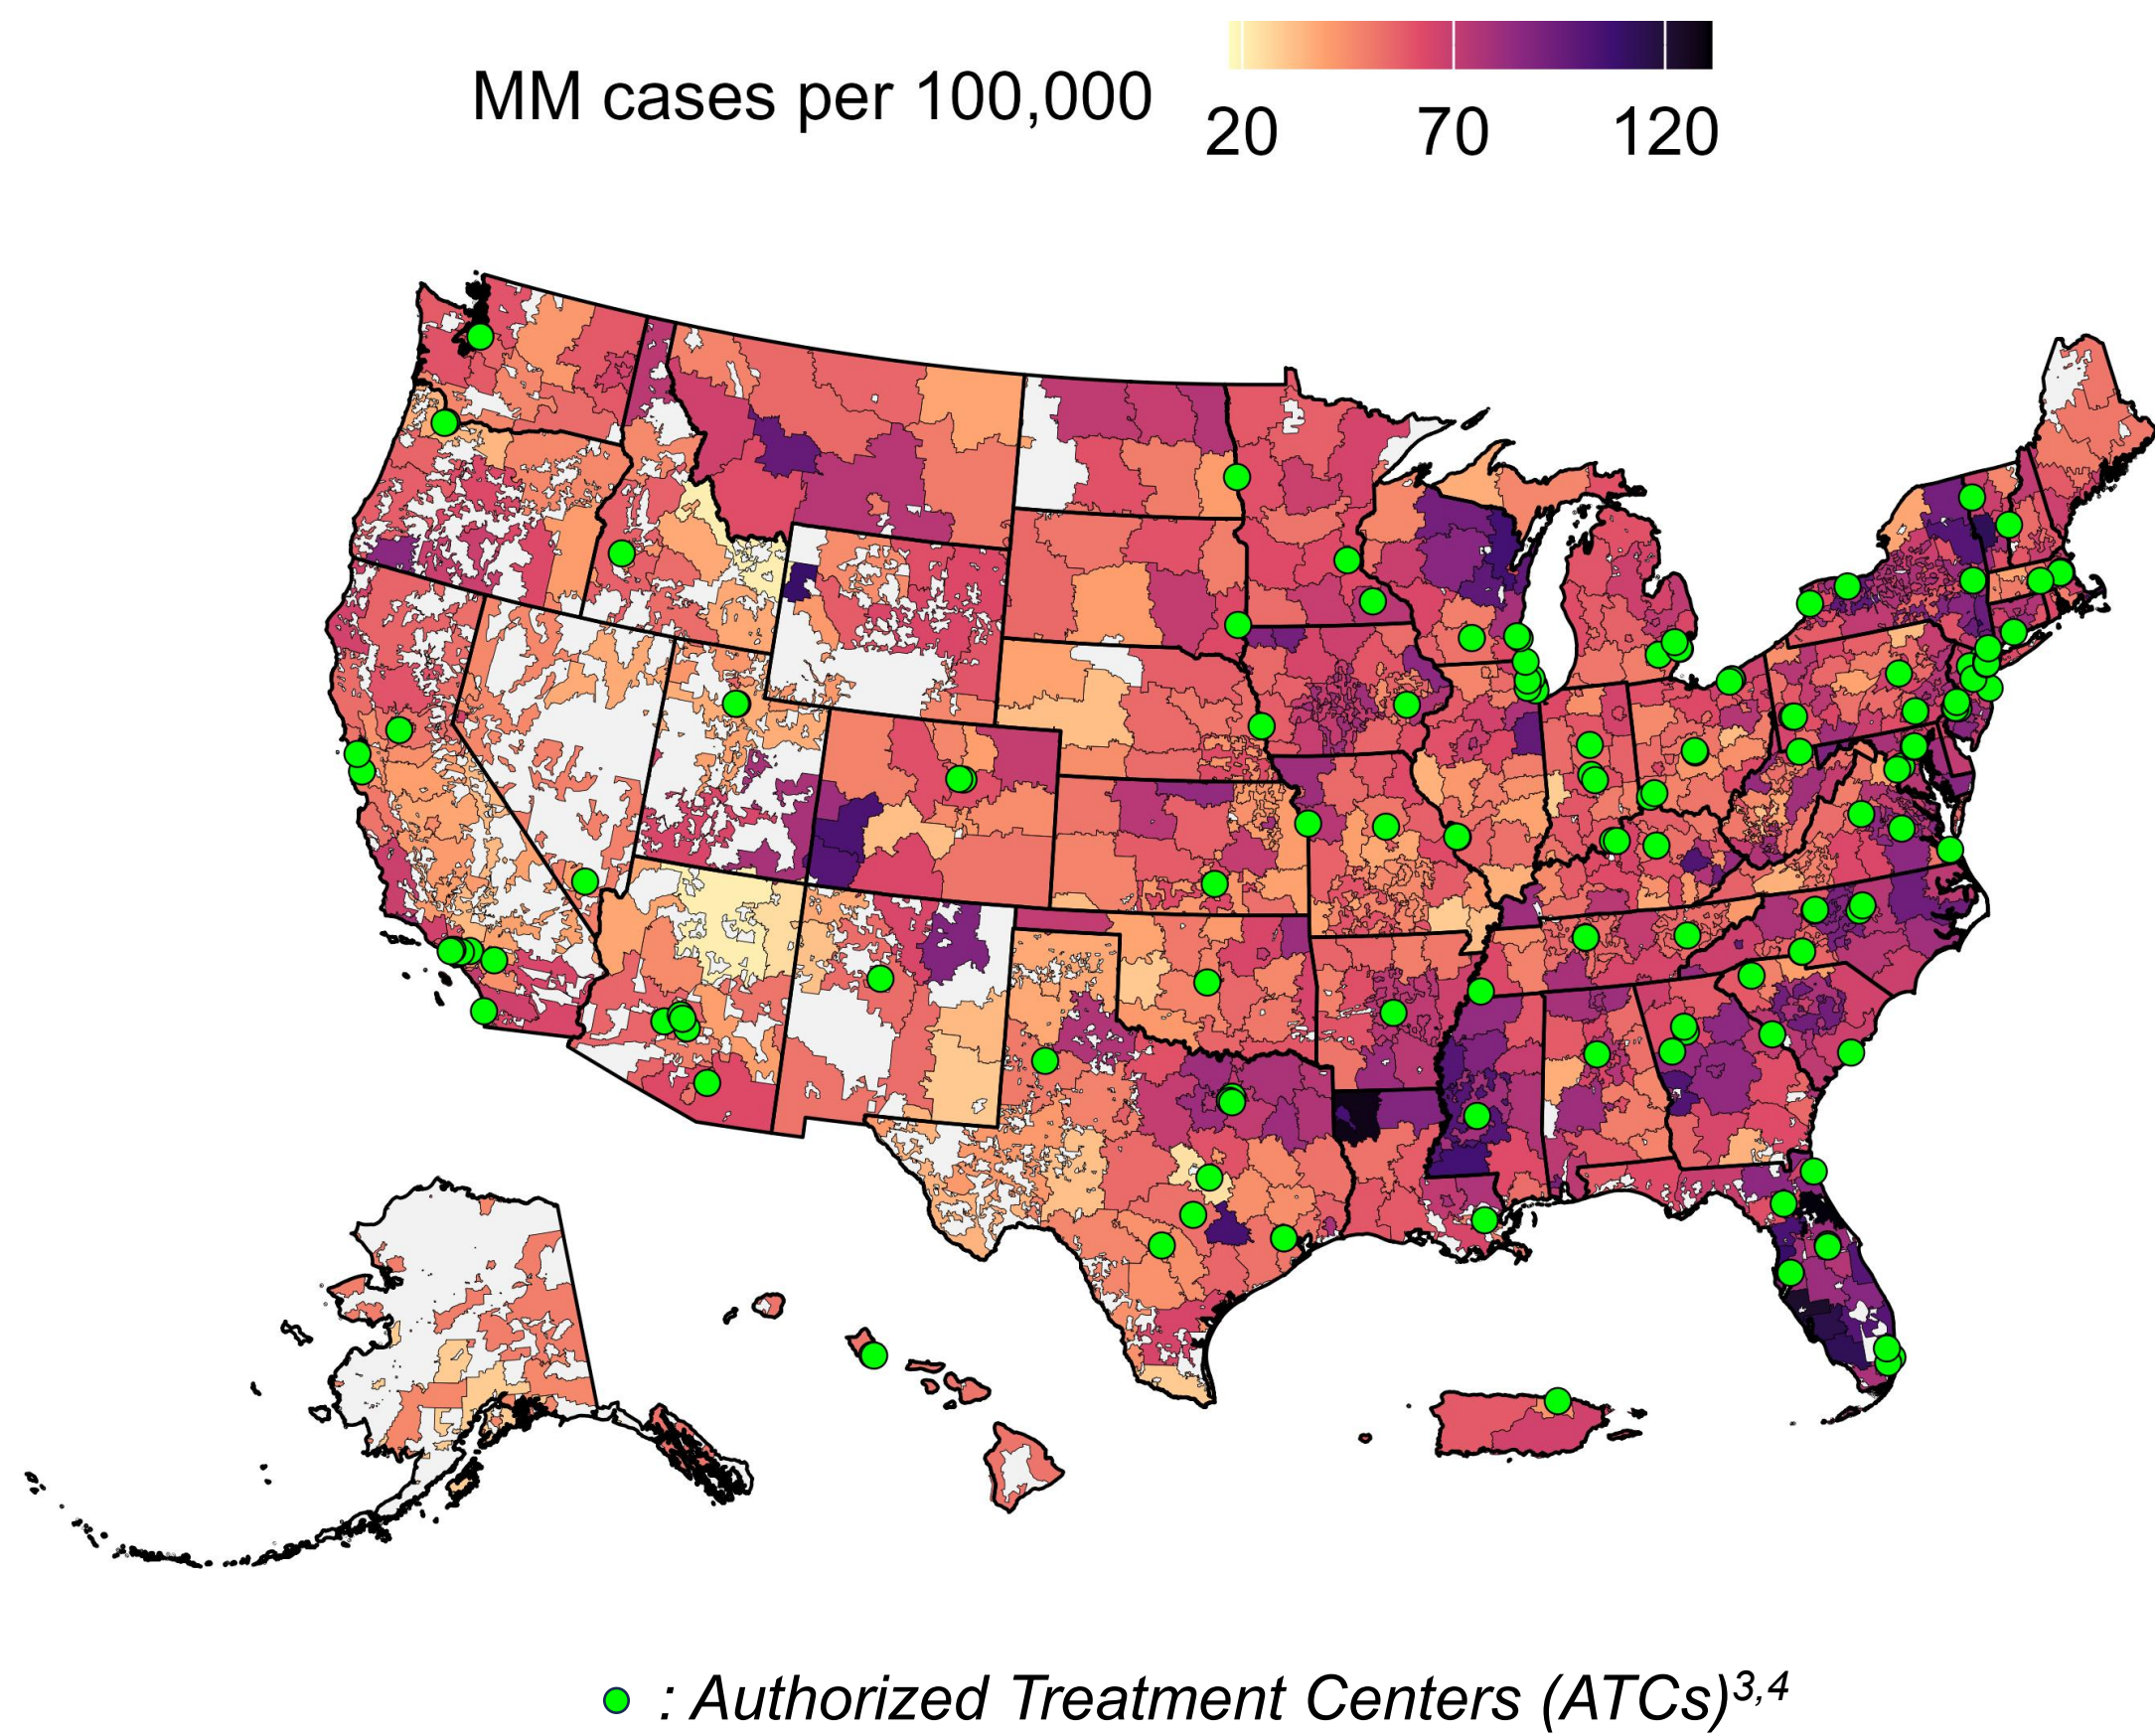 MM cases per 100,000
20 70 120
: Authorized Treatment Centers (ATCs)3,4